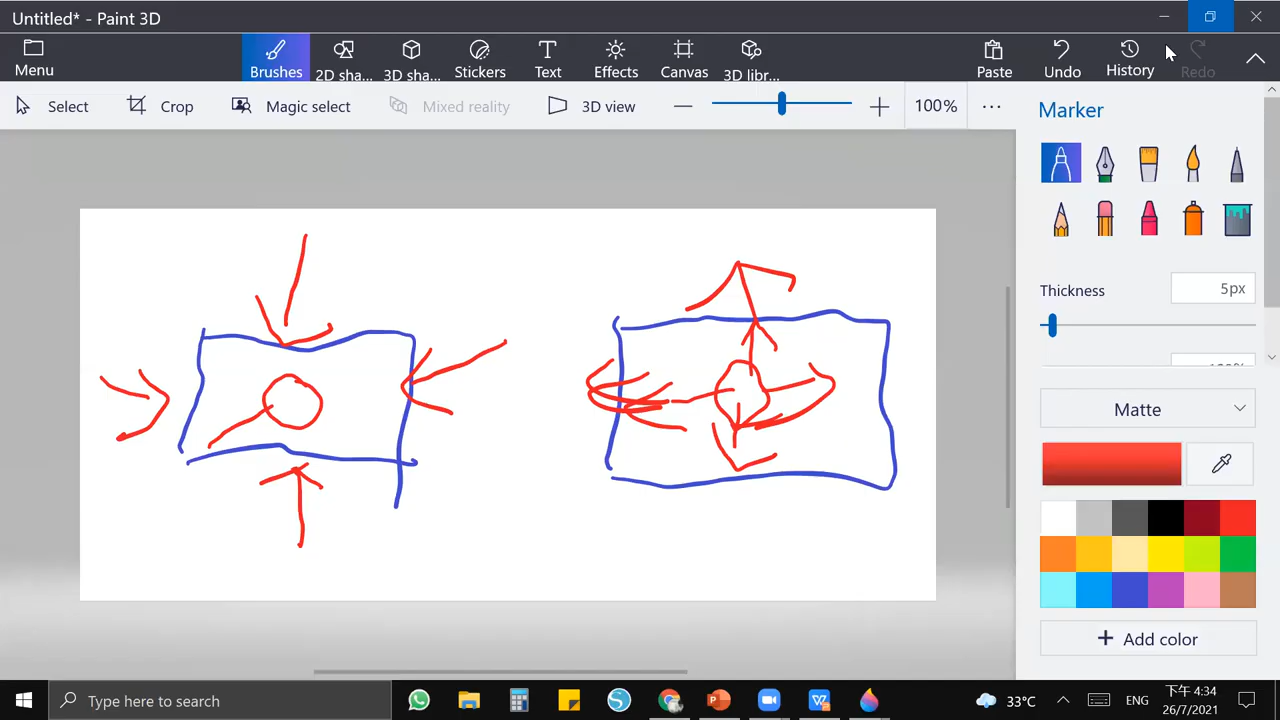 Untitled* - Paint 3D
Menu
Brushes
2D sha...
3D sha...
Stickers
Text
Effects
Canvas
3D libr...
Paste
Undo
History
Redo
Select
Crop
Magic select
Mixed reality
3D view
100%
Marker
Thickness
5px
Matte
Add color
Type here to search
33°C
ENG
下午 4:34
26/7/2021